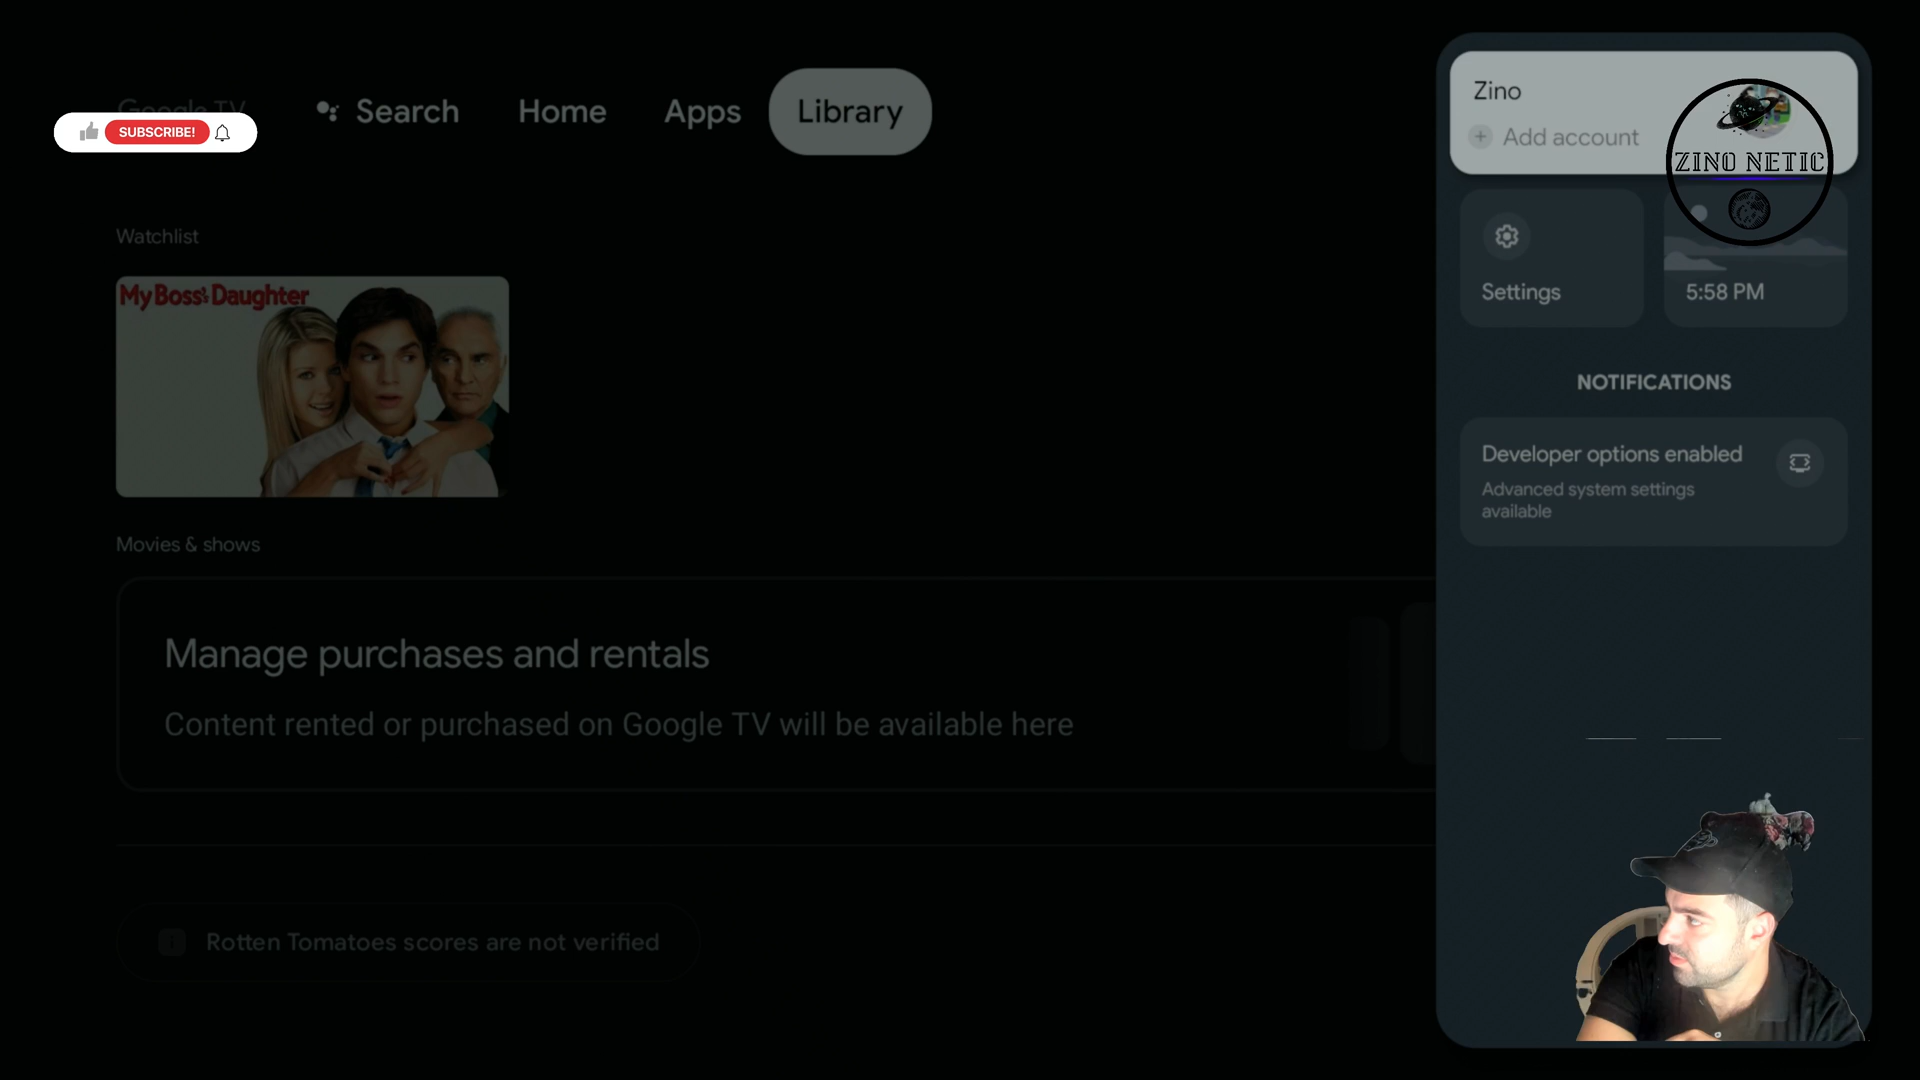 Google TV
Search
Home
Apps
Library
SUBSCRIBE!
Zino
Add account
ZINO NETIC
Settings
5:58 PM
NOTIFICATIONS
Developer options enabled
Advanced system settings
available
Watchlist
My Boss's Daughter
Movies & shows
Manage purchases and rentals
Content rented or purchased on Google TV will be available here
Rotten Tomatoes scores are not verified